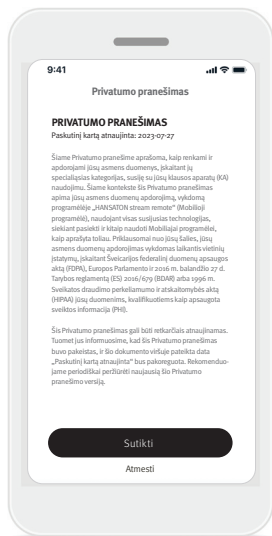 9:41
Privatumo pranešimas
PRIVATUMO PRANEŠIMAS
Paskutinį kartą atnaujinta: 2023-07-27
Šiame Privatumo pranešime aprašoma, kaip renkami ir
apdorojami jūsų asmens duomenys, įskaitant jų
specialiąsias kategorijas, susiję su jūsų klausos aparatų (KA)
naudojimu. Šiame kontekste šis Privatumo pranešimas
apima jūsų asmens duomenų apdorojimą, vykdomą
programėlėje „HANSATON stream remote" (Mobilioji
programėlė), naudojant visas susijusias technologijas,
siekiant pasiekti ir kitaip naudoti Mobiliajai programėlei,
kaip aprašyta toliau. Priklausomai nuo jūsų šalies, jūsų
asmens duomenų apdorojimas vykdomas laikantis vietinių
įstatymų, įskaitant Šveicarijos federalinį duomenų apsaugos
aktą (FDPA), Europos Parlamento ir 2016 m. balandžio 27 d.
Tarybos reglamentą (ES) 2016/679 (BDAR) arba 1996 m.
Sveikatos draudimo perkeliamumo ir atskaitomybės aktą
(HIPAA) jūsų duomenims, kvalifikuotiems kaip apsaugota
sveiktos informacija (PHI).
Šis Privatumo pranešimas gali būti retkarčiais atnaujinamas.
Tuomet jus informuosime, kad šis Privatumo pranešimas
buvo pakeistas, ir šio dokumento viršuje pateikta data
„Paskutinį kartą atnaujinta" bus pakoreguota. Rekomenduo-
jame periodiškai peržiūrėti naujausią šio Privatumo
pranešimo versiją.
Sutikti
Atmesti